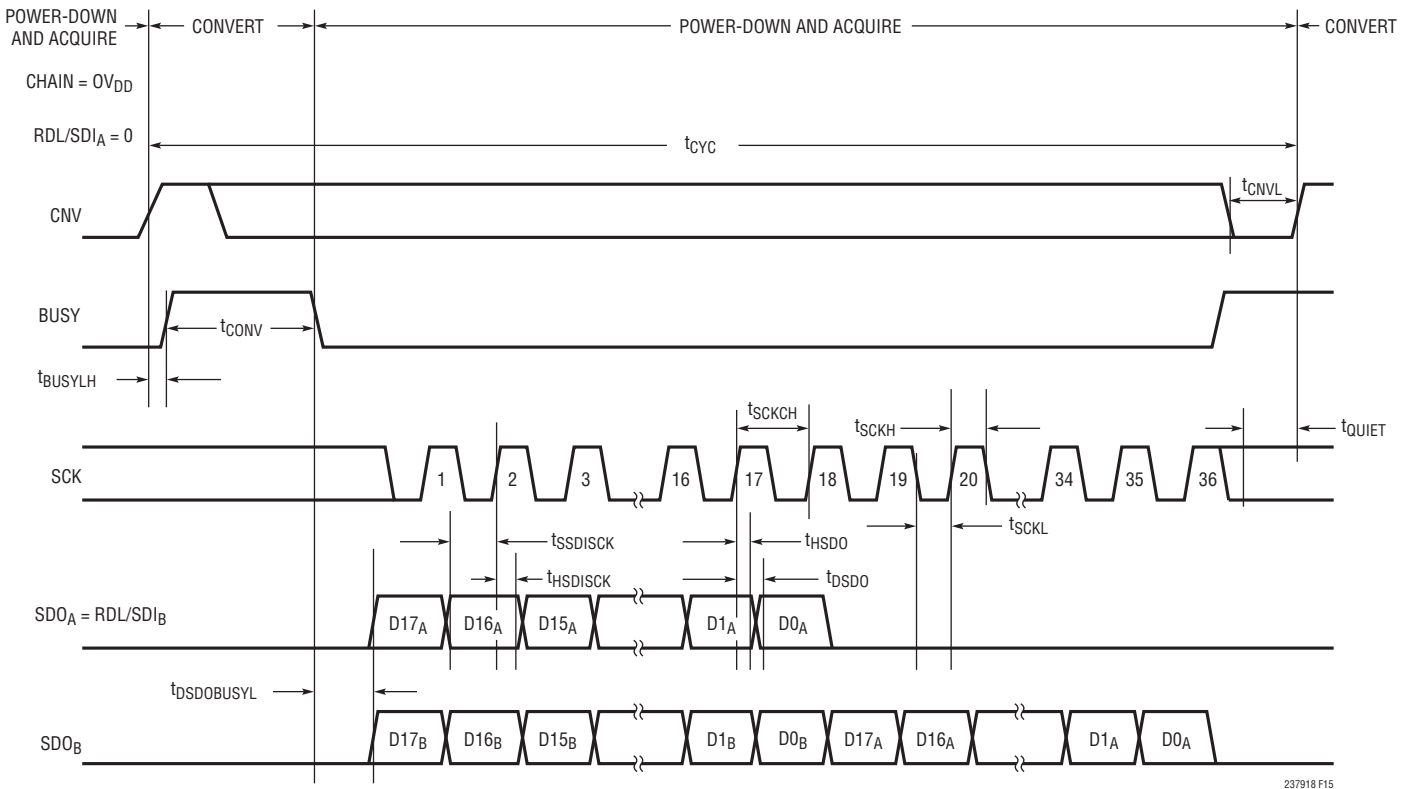 POWER-DOWN
AND ACQUIRE
CONVERT
POWER-DOWN AND ACQUIRE
CONVERT
CHAIN = OVDD
RDL/SDIA = 0
tCYC
CNV
tCNVL
BUSY
tCONV
tBUSYLH
tSCKCH
tSCKH
tQUIET
SCK
1 2 3 16 17 18 19 20 34 35 36
tSSDISCK
tHSDO
tSCKL
tHSDISCK
tDSDO
SDOA = RDL/SDIB
D17A D16A D15A D1A D0A
tDSDOBUSYL
SDOB
D17B D16B D15B D1B D0B D17A D16A D1A D0A
237918 F15